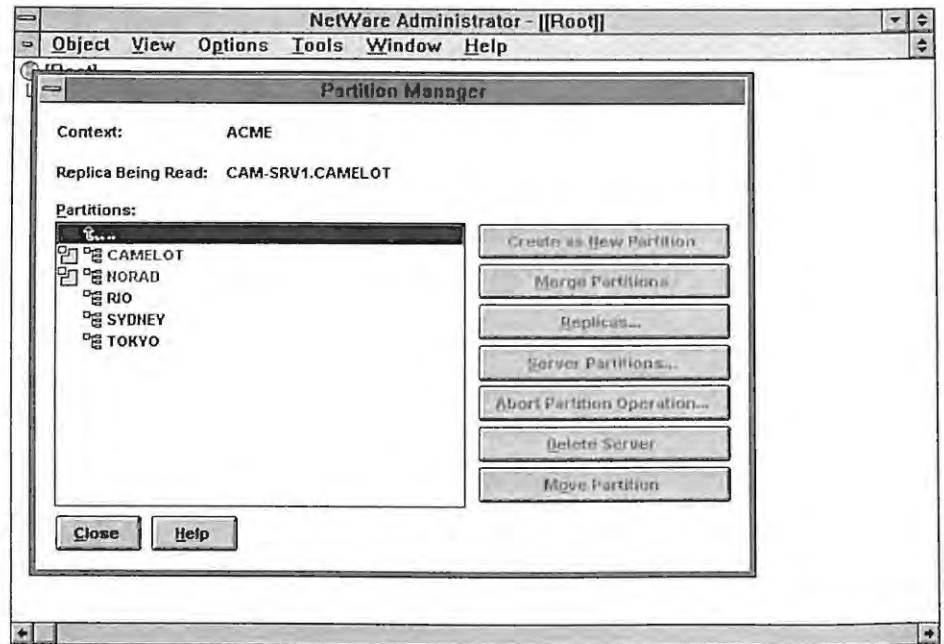 NetWare Administrator - [[Root]]
Object View Options Tools Window Help
[Root]
Partition Manager
Context: ACME
Replica Being Read: CAM-SRV1.CAMELOT
Partitions:
..
CAMELOT
NORAD
RIO
SYDNEY
TOKYO
Create as New Partition
Merge Partitions
Replicas...
Server Partitions...
Abort Partition Operation...
Delete Server
Move Partition
Close Help